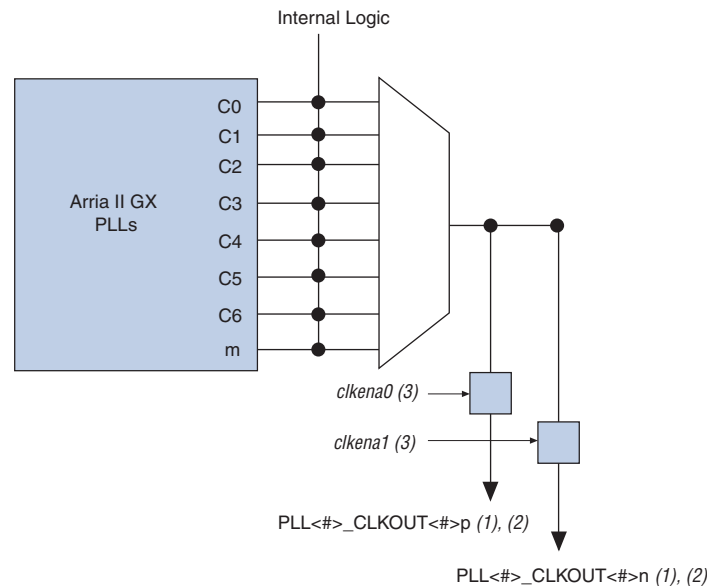 Internal Logic
Arria II GX
PLLs
C0
C1
C2
C3
C4
C5
C6
m
clkena0 (3)
clkena1 (3)
PLL<#>_CLKOUT<#>p (1), (2)
PLL<#>_CLKOUT<#>n (1), (2)